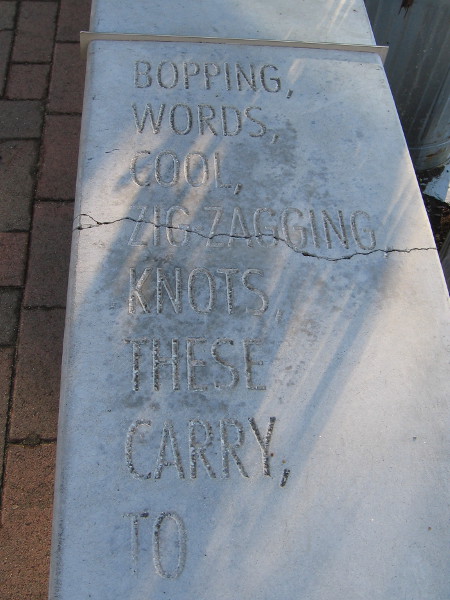 BOPPING,
WORDS,
COOL,
ZIG ZAGGING
KNOTS,
THESE
CARRY,
TO